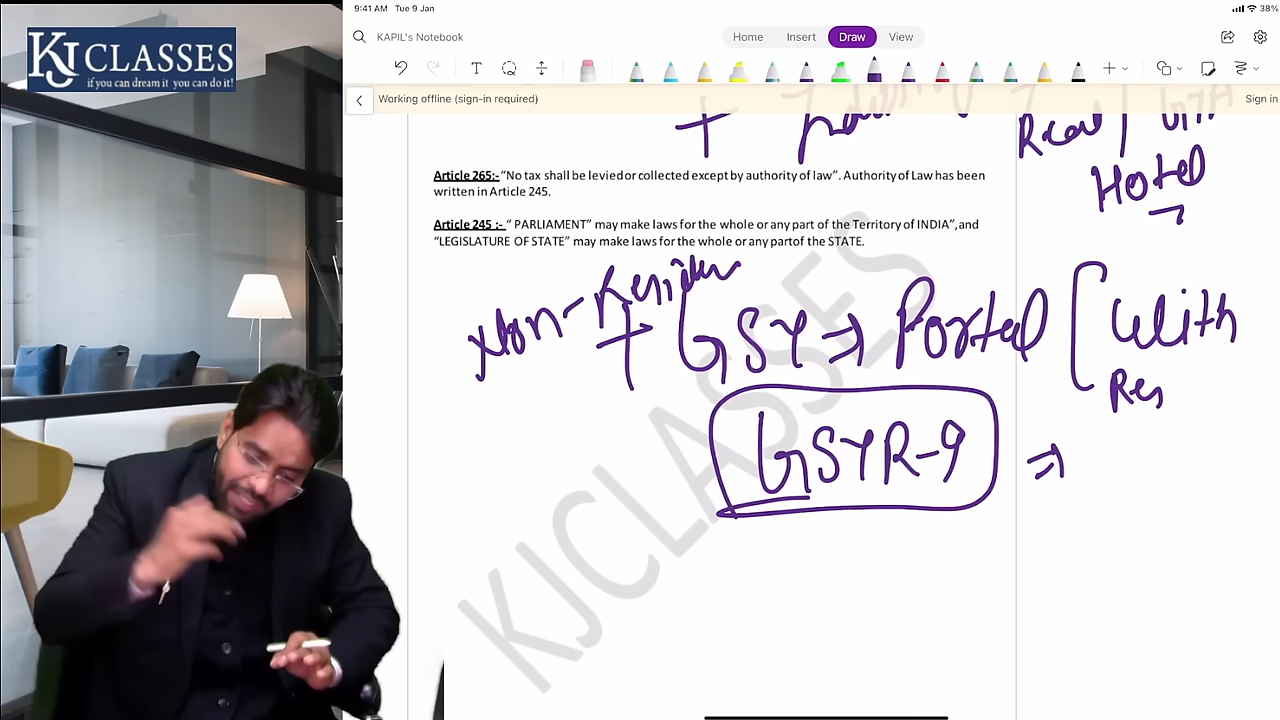 KJ CLASSES
if you can dream it you can do it!
9:41 AM Tue 9 Jan
38%
KAPIL's Notebook
Home Insert Draw View
Working offline (sign-in required)
Sign in
Hotel
Article 265:- “No tax shall be levied or collected except by authority of law”. Authority of Law has been
written in Article 245.
Article 245 :- “ PARLIAMENT” may make laws for the whole or any part of the Territory of INDIA”, and
“LEGISLATURE OF STATE” may make laws for the whole or any part of the STATE.
+ GST ⇒ Portal [ With
Res
GSTR-9 ⇒
KJCLASSES